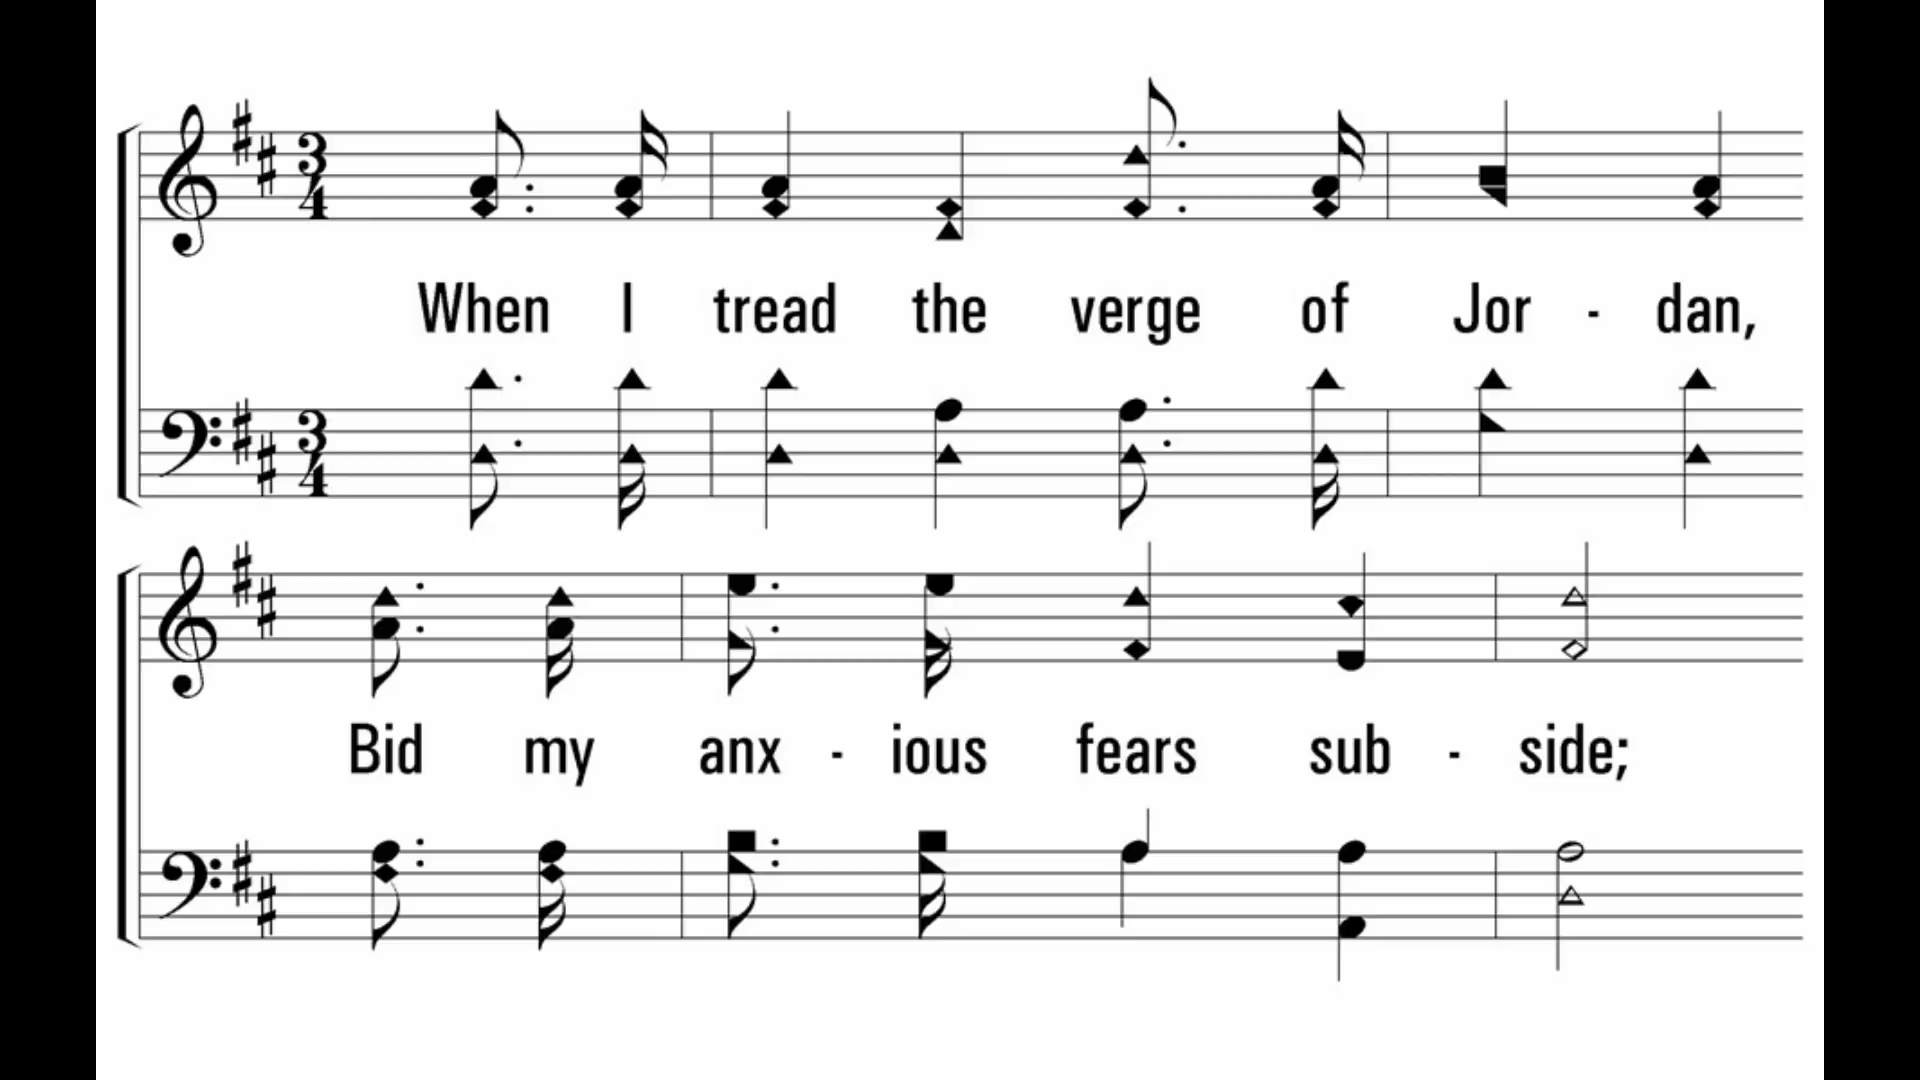 When I tread the verge of Jor - dan,
Bid my anx - ious fears sub - side;